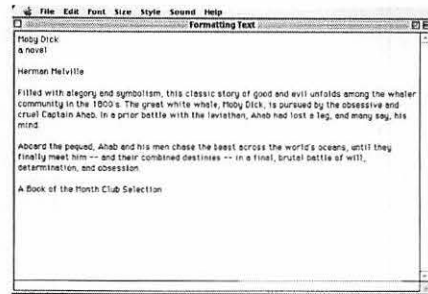 File Edit Font Size Style Sound Help
Formatting Text
Moby Dick
a novel
Herman Melville
Filled with alegory and symbolism, this classic story of good and evil unfolds among the whaler
community in the 1800's. The great white whale, Moby Dick, is pursued by the obsessive and
cruel Captain Ahab. In a prior battle with the leviathan, Ahab had lost a leg, and many say, his
mind.
Aboard the pequad, Ahab and his men chase the beast across the world's oceans, until they
finally meet him -- and their combined destinies -- in a final, brutal battle of will,
determination, and obsession.
A Book of the Month Club Selection